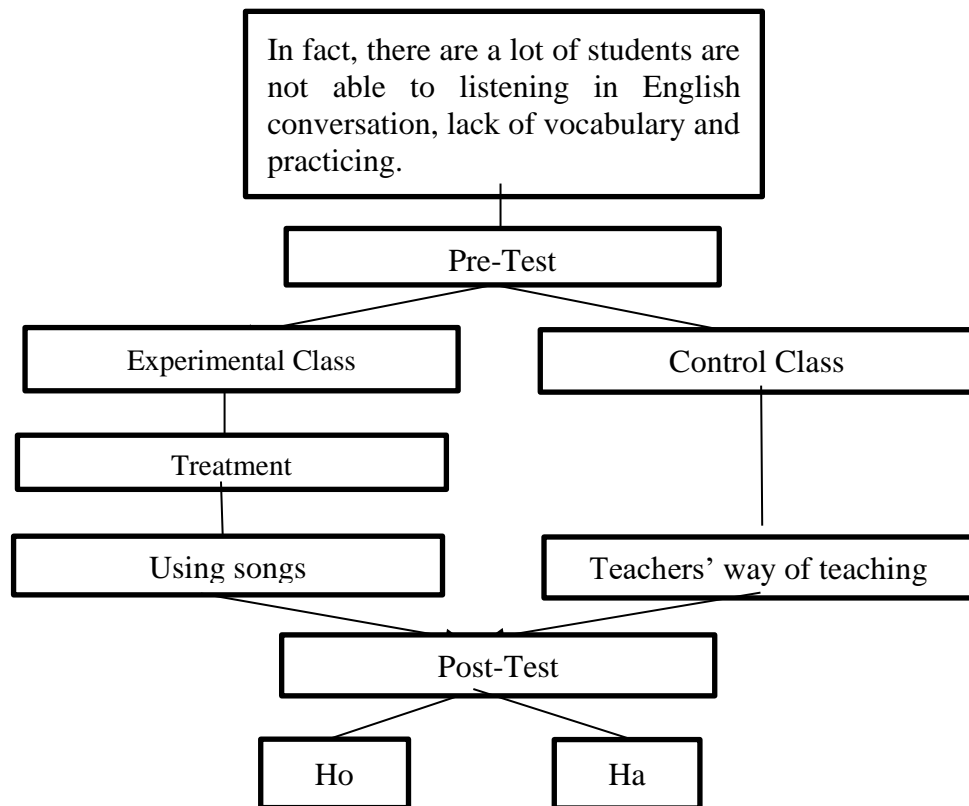 In fact, there are a lot of students are
not able to listening in English
conversation, lack of vocabulary and
practicing.
Pre-Test
Experimental Class
Control Class
Treatment
Using songs
Teachers’ way of teaching
Post-Test
Ho
Ha